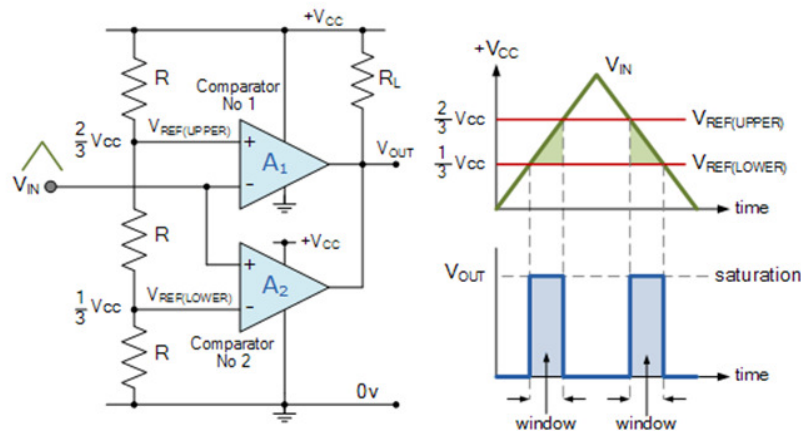 +Vcc
R
Comparator
No 1
RL
2/3 Vcc
VREF(UPPER)
+
A1
-
VOUT
VIN
R
+Vcc
+
A2
-
1/3 Vcc
VREF(LOWER)
R
Comparator
No 2
0v
+Vcc
VIN
2/3 Vcc
VREF(UPPER)
1/3 Vcc
VREF(LOWER)
time
VOUT
saturation
time
window
window